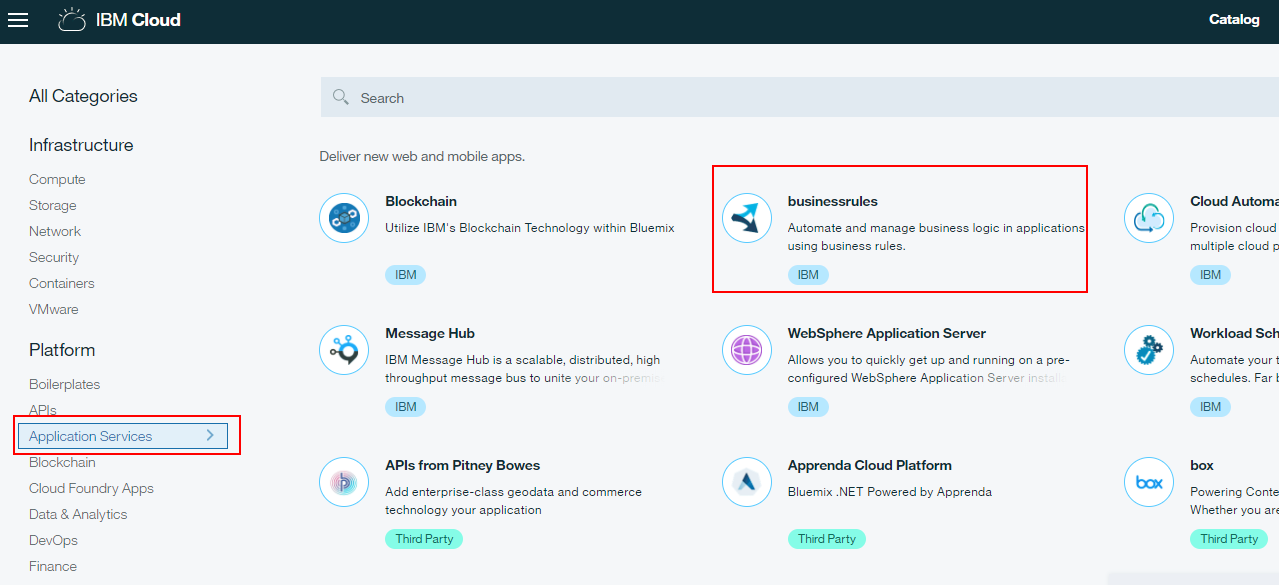 IBM Cloud
Catalog
All Categories
Infrastructure
Compute
Storage
Network
Security
Containers
VMware
Platform
Boilerplates
APIs
Application Services
Blockchain
Cloud Foundry Apps
Data & Analytics
DevOps
Finance
Search
Deliver new web and mobile apps.
Blockchain
Utilize IBM's Blockchain Technology within Bluemix
IBM
businessrules
Automate and manage business logic in applications
using business rules.
IBM
Cloud Automa
Provision cloud
multiple cloud p
IBM
Message Hub
IBM Message Hub is a scalable, distributed, high
throughput message bus to unite your on-premis
IBM
WebSphere Application Server
Allows you to quickly get up and running on a pre-
configured WebSphere Application Server install
IBM
Workload Sch
Automate your t
schedules. Far b
IBM
APIs from Pitney Bowes
Add enterprise-class geodata and commerce
technology your application
Third Party
Apprenda Cloud Platform
Bluemix .NET Powered by Apprenda
Third Party
box
box
Powering Conte
Whether you are
Third Party